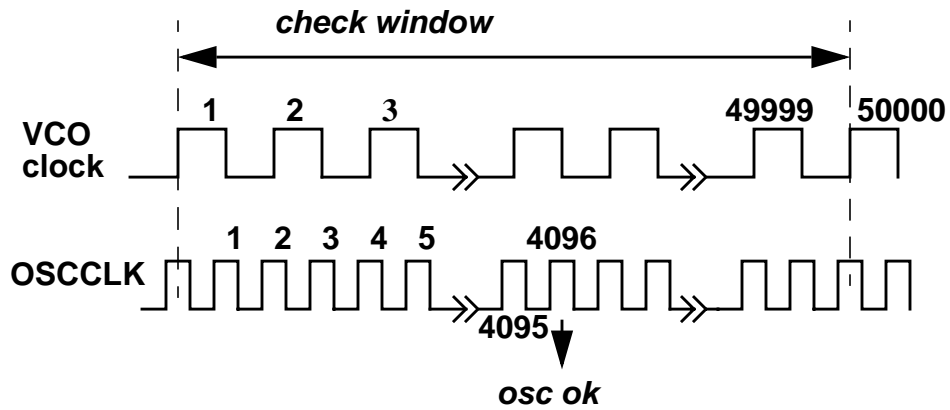 check window
1 2 3 49999 50000
VCO
clock
1 2 3 4 5 4096
OSCCLK
4095
osc ok